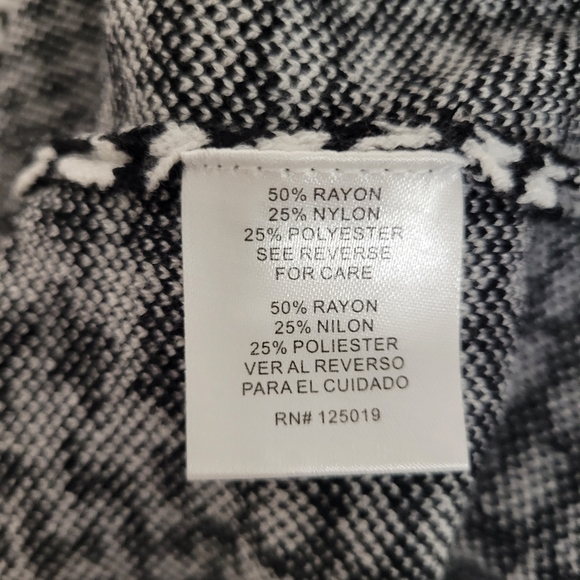 50% RAYON
25% NYLON
25% POLYESTER
SEE REVERSE
FOR CARE
50% RAYON
25% NILON
25% POLIESTER
VER AL REVERSO
PARA EL CUIDADO
RN# 125019